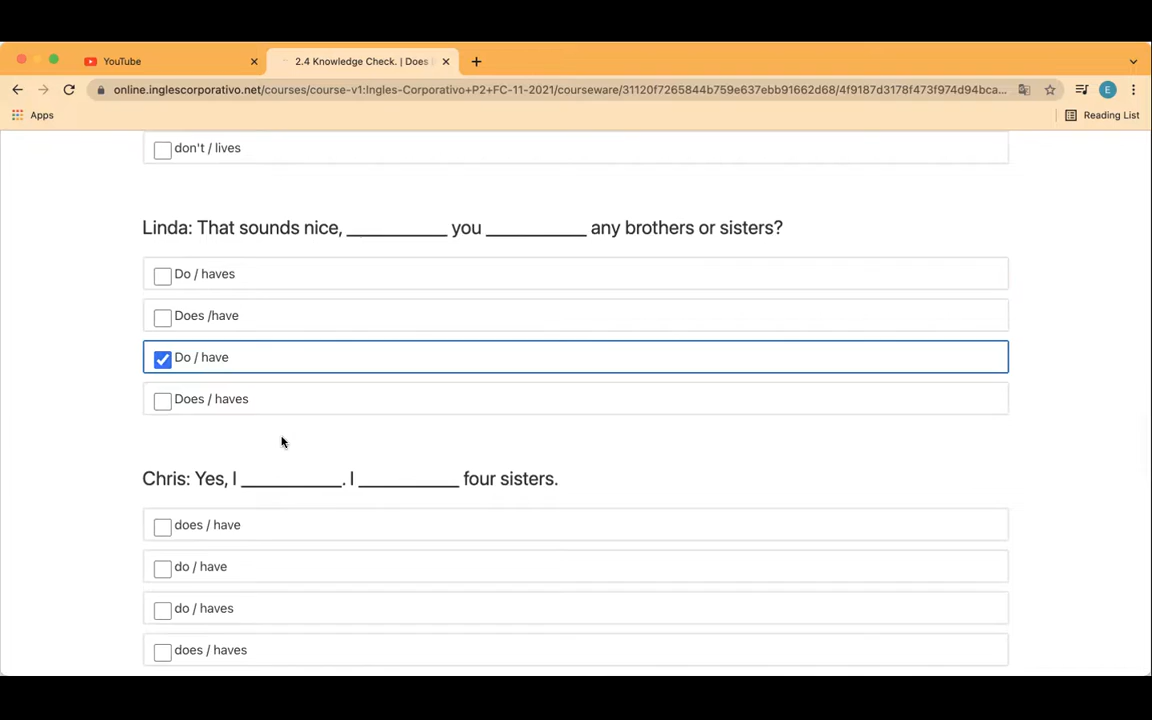 YouTube
2.4 Knowledge Check. | Does
online.inglescorporativo.net/courses/course-v1:Ingles-Corporativo+P2+FC-11-2021/courseware/31120f7265844b759e637ebb91662d68/4f9187d3178f473f974d94bca...
E
Apps
Reading List
don't / lives
Linda: That sounds nice, ___________ you ___________ any brothers or sisters?
Do / haves
Does /have
Do / have
Does / haves
Chris: Yes, I ___________. I ___________ four sisters.
does / have
do / have
do / haves
does / haves